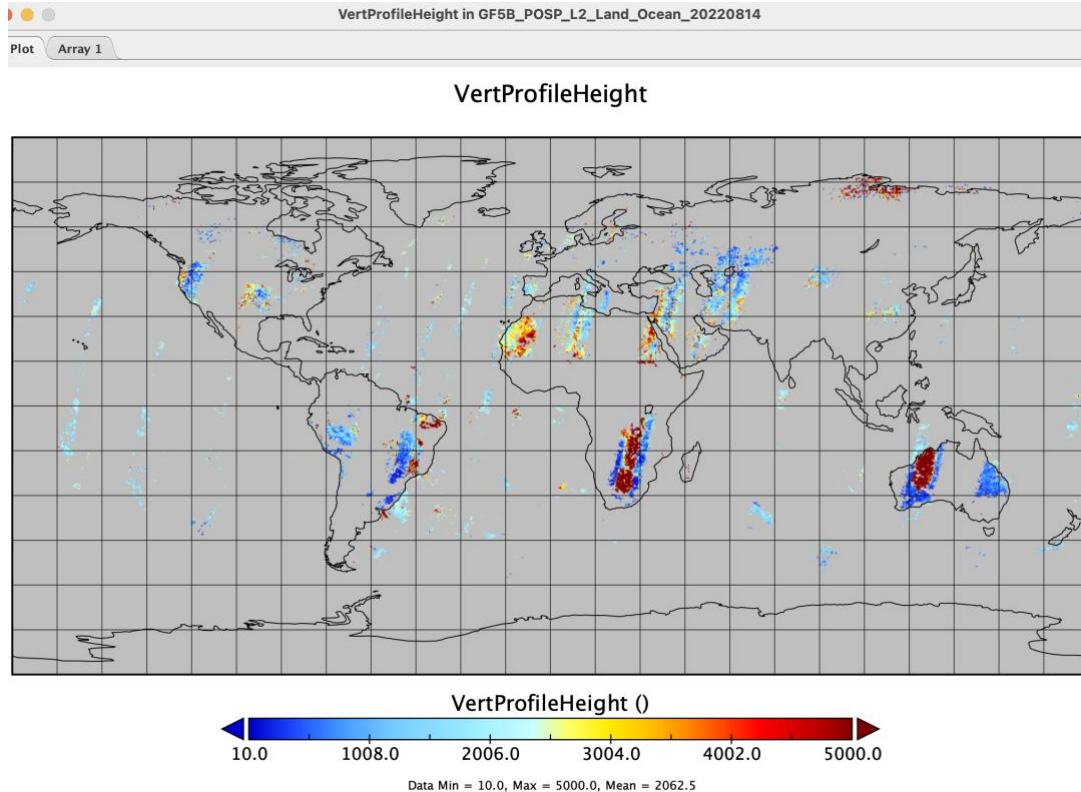 VertProfileHeight in GF5B_POSP_L2_Land_Ocean_20220814
Plot Array 1
VertProfileHeight
VertProfileHeight ()
10.0 1008.0 2006.0 3004.0 4002.0 5000.0
Data Min = 10.0, Max = 5000.0, Mean = 2062.5